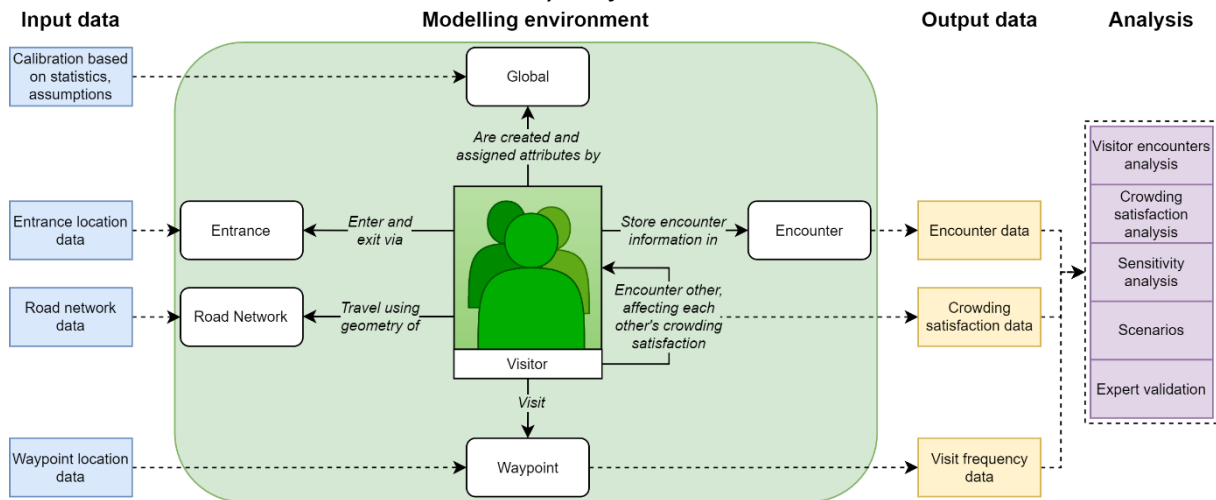 Input data
Modelling environment
Output data
Analysis
Calibration based
on statistics,
assumptions
Global
Are created and
assigned attributes by
Entrance location
data
Entrance
Enter and
exit via
Store encounter
information in
Encounter
Encounter data
Road network
data
Road Network
Travel using
geometry of
Encounter other,
affecting each
other's crowding
satisfaction
Crowding
satisfaction data
Visitor
Visit
Waypoint location
data
Waypoint
Visit frequency
data
Visitor encounters
analysis
Crowding
satisfaction
analysis
Sensitivity
analysis
Scenarios
Expert validation